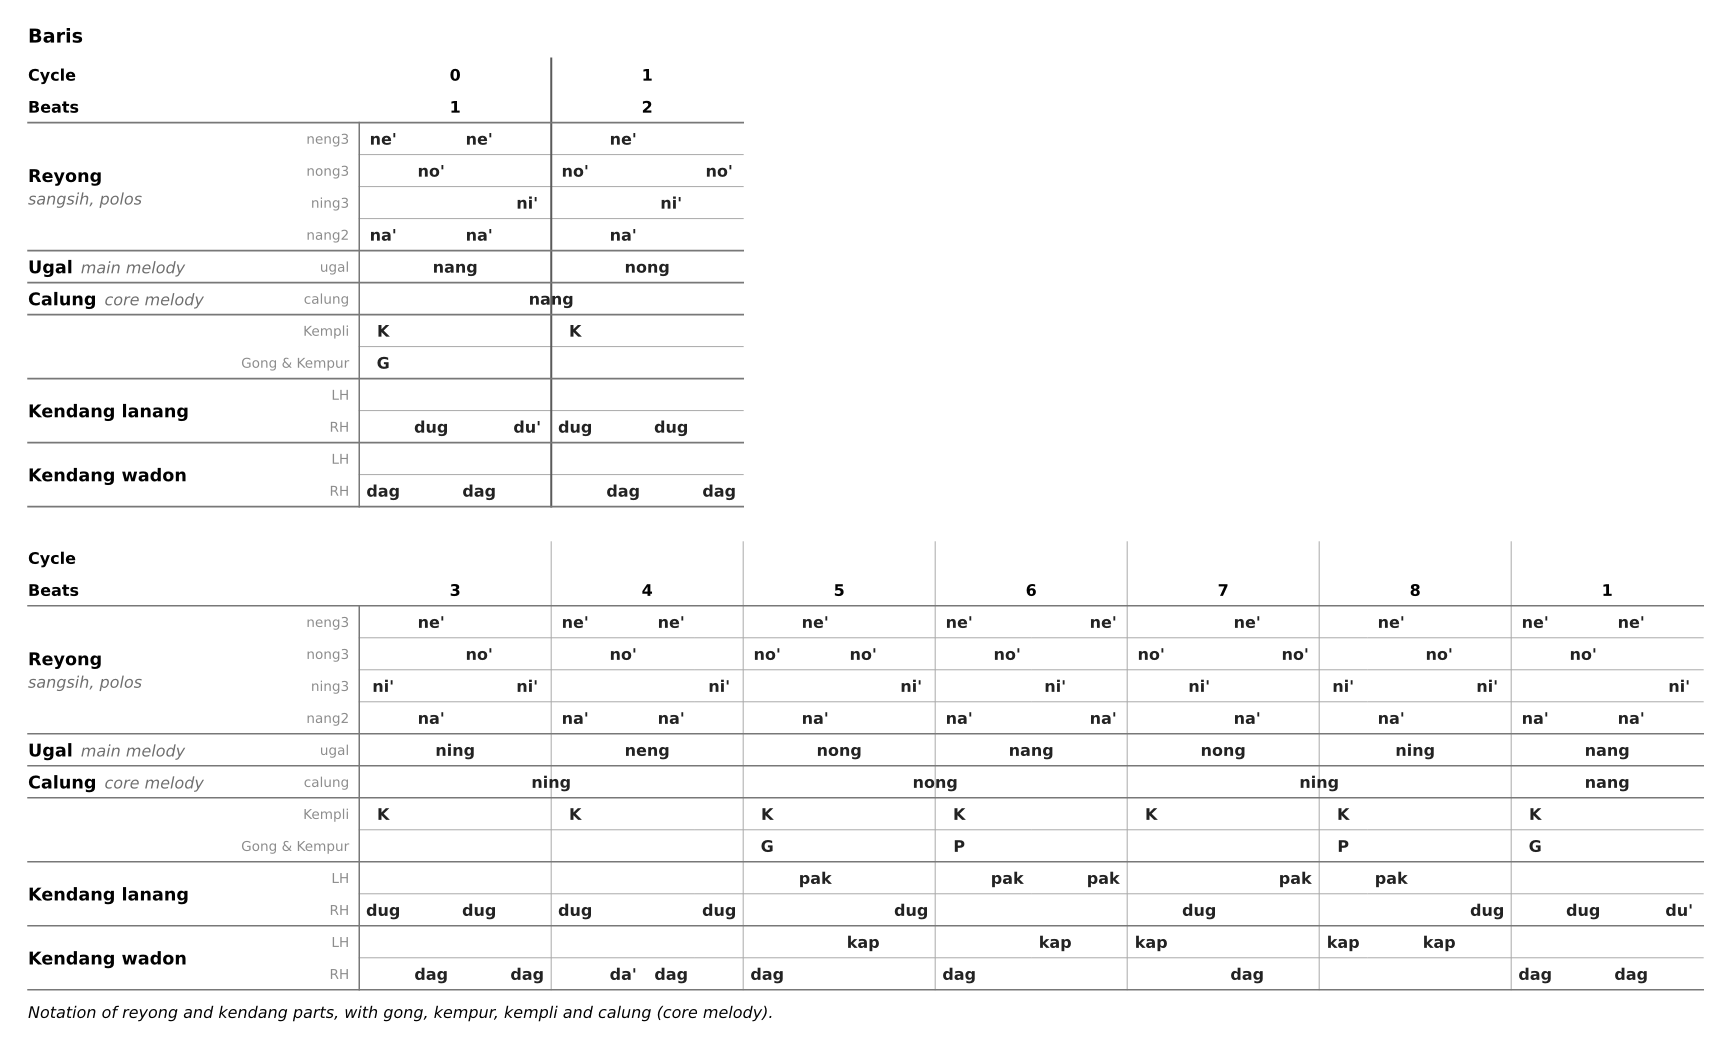 Baris
Cycle 0 1
Beats 1 2
neng3 ne' ne' ne'
Reyong nong3 no' no' no'
sangsih, polos ning3 ni' ni'
nang2 na' na' na'
Ugal main melody ugal nang nong
Calung core melody calung nang
Kempli K K
Gong & Kempur G
Kendang lanang LH
RH dug du' dug dug
Kendang wadon LH
RH dag dag dag dag
Cycle
Beats 3 4 5 6 7 8 1
neng3 ne' ne' ne' ne' ne' ne' ne' ne' ne' ne'
Reyong nong3 no' no' no' no' no' no' no' no' no'
sangsih, polos ning3 ni' ni' ni' ni' ni' ni' ni' ni' ni'
nang2 na' na' na' na' na' na' na' na' na' na'
Ugal main melody ugal ning neng nong nang nong ning nang
Calung core melody calung ning nong ning nang
Kempli K K K K K K K
Gong & Kempur G P P G
Kendang lanang LH pak pak pak pak pak
RH dug dug dug dug dug dug dug dug du'
Kendang wadon LH kap kap kap kap kap
RH dag dag da' dag dag dag dag dag dag
Notation of reyong and kendang parts, with gong, kempur, kempli and calung (core melody).